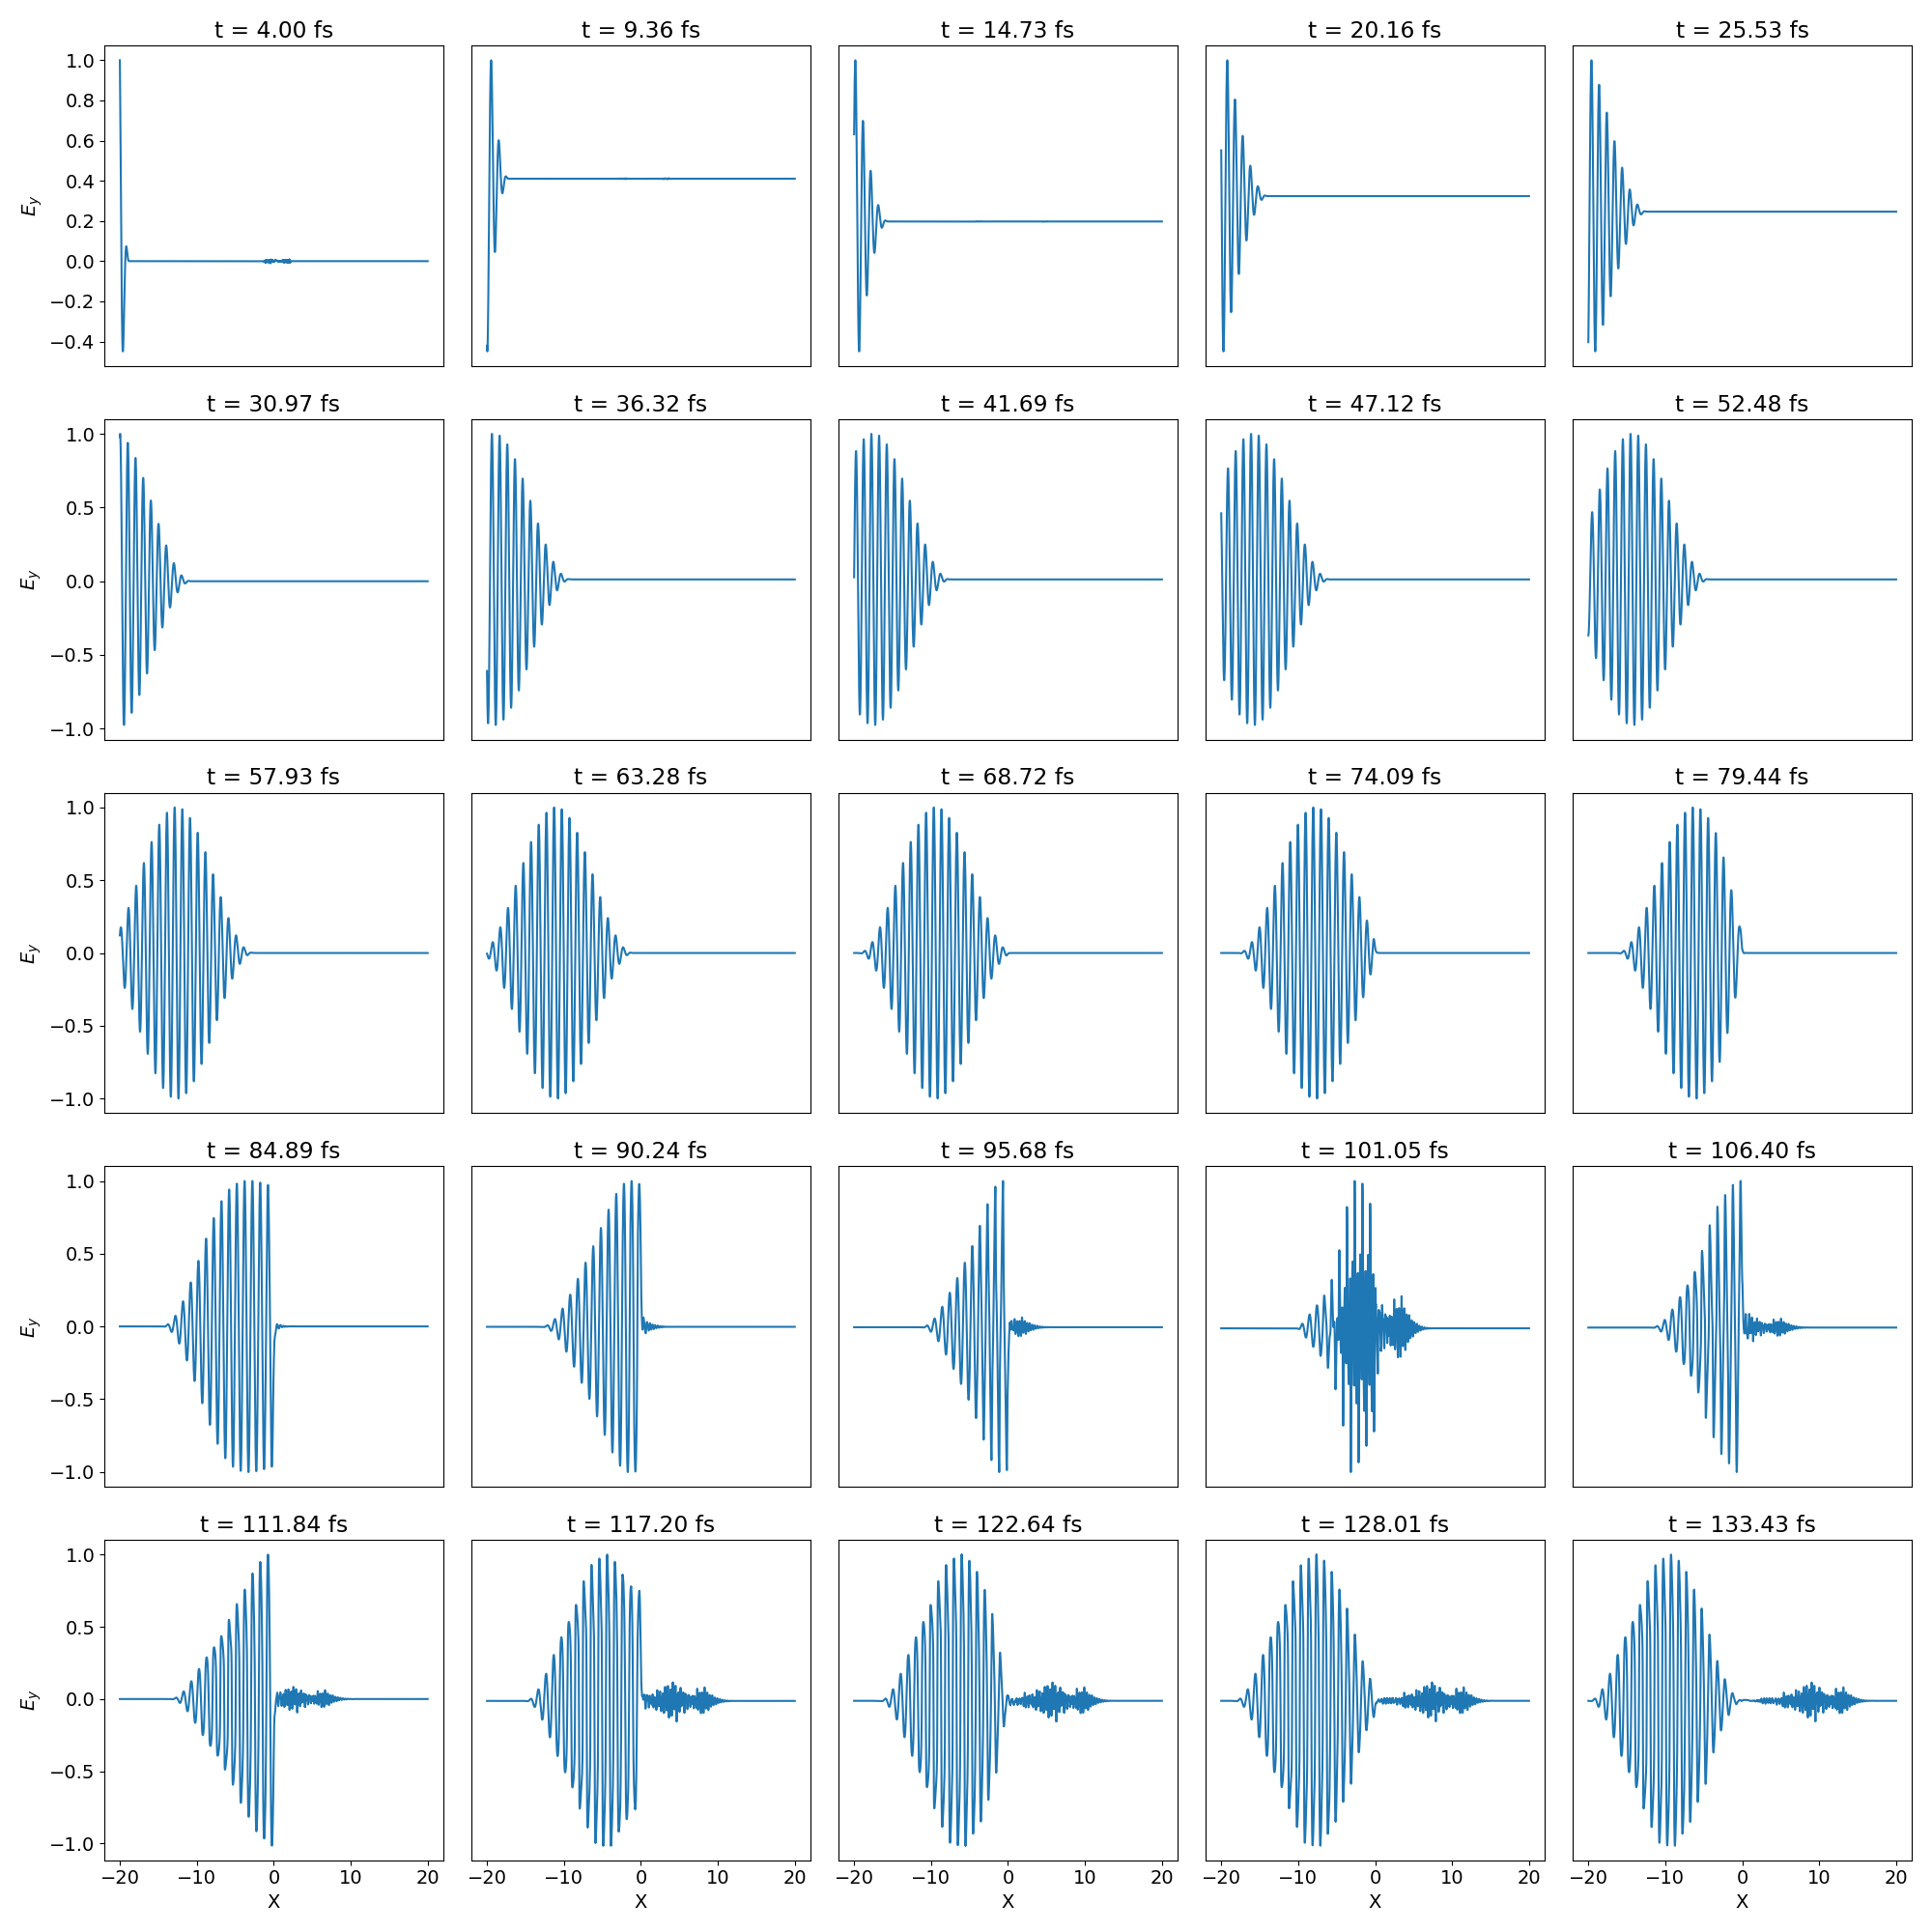 t = 4.00 fs
t = 9.36 fs
t = 14.73 fs
t = 20.16 fs
t = 25.53 fs
1.0
0.8
0.6
0.4
0.2
0.0
−0.2
−0.4
E_y
t = 30.97 fs
t = 36.32 fs
t = 41.69 fs
t = 47.12 fs
t = 52.48 fs
1.0
0.5
0.0
−0.5
−1.0
E_y
t = 57.93 fs
t = 63.28 fs
t = 68.72 fs
t = 74.09 fs
t = 79.44 fs
1.0
0.5
0.0
−0.5
−1.0
E_y
t = 84.89 fs
t = 90.24 fs
t = 95.68 fs
t = 101.05 fs
t = 106.40 fs
1.0
0.5
0.0
−0.5
−1.0
E_y
t = 111.84 fs
t = 117.20 fs
t = 122.64 fs
t = 128.01 fs
t = 133.43 fs
1.0
0.5
0.0
−0.5
−1.0
E_y
−20 −10 0 10 20
−20 −10 0 10 20
−20 −10 0 10 20
−20 −10 0 10 20
−20 −10 0 10 20
X
X
X
X
X